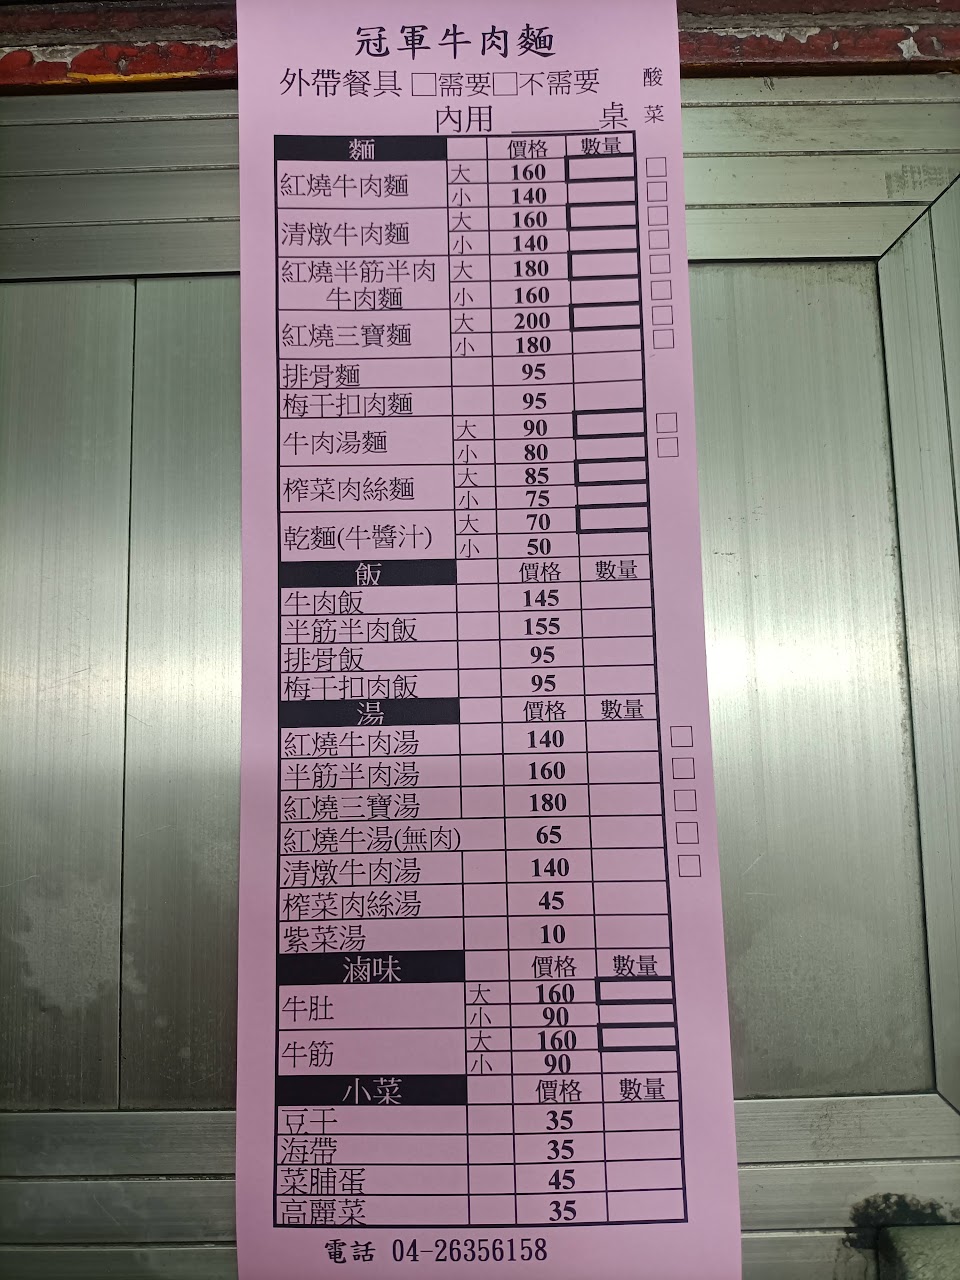 冠軍牛肉麵
外帶餐具 □需要□不需要 酸菜
內用 ______桌
麵 價格 數量
紅燒牛肉麵 大 160 □
小 140 □
清燉牛肉麵 大 160 □
小 140 □
紅燒半筋半肉牛肉麵 大 180 □
小 160 □
紅燒三寶麵 大 200 □
小 180 □
排骨麵 95
梅干扣肉麵 95
牛肉湯麵 大 90 □
小 80 □
榨菜肉絲麵 大 85
小 75
乾麵(牛醬汁) 大 70
小 50
飯 價格 數量
牛肉飯 145
半筋半肉飯 155
排骨飯 95
梅干扣肉飯 95
湯 價格 數量
紅燒牛肉湯 140 □
半筋半肉湯 160 □
紅燒三寶湯 180 □
紅燒牛湯(無肉) 65 □
清燉牛肉湯 140 □
榨菜肉絲湯 45
紫菜湯 10
滷味 價格 數量
牛肚 大 160
小 90
牛筋 大 160
小 90
小菜 價格 數量
豆干 35
海帶 35
菜脯蛋 45
高麗菜 35
電話 04-26356158